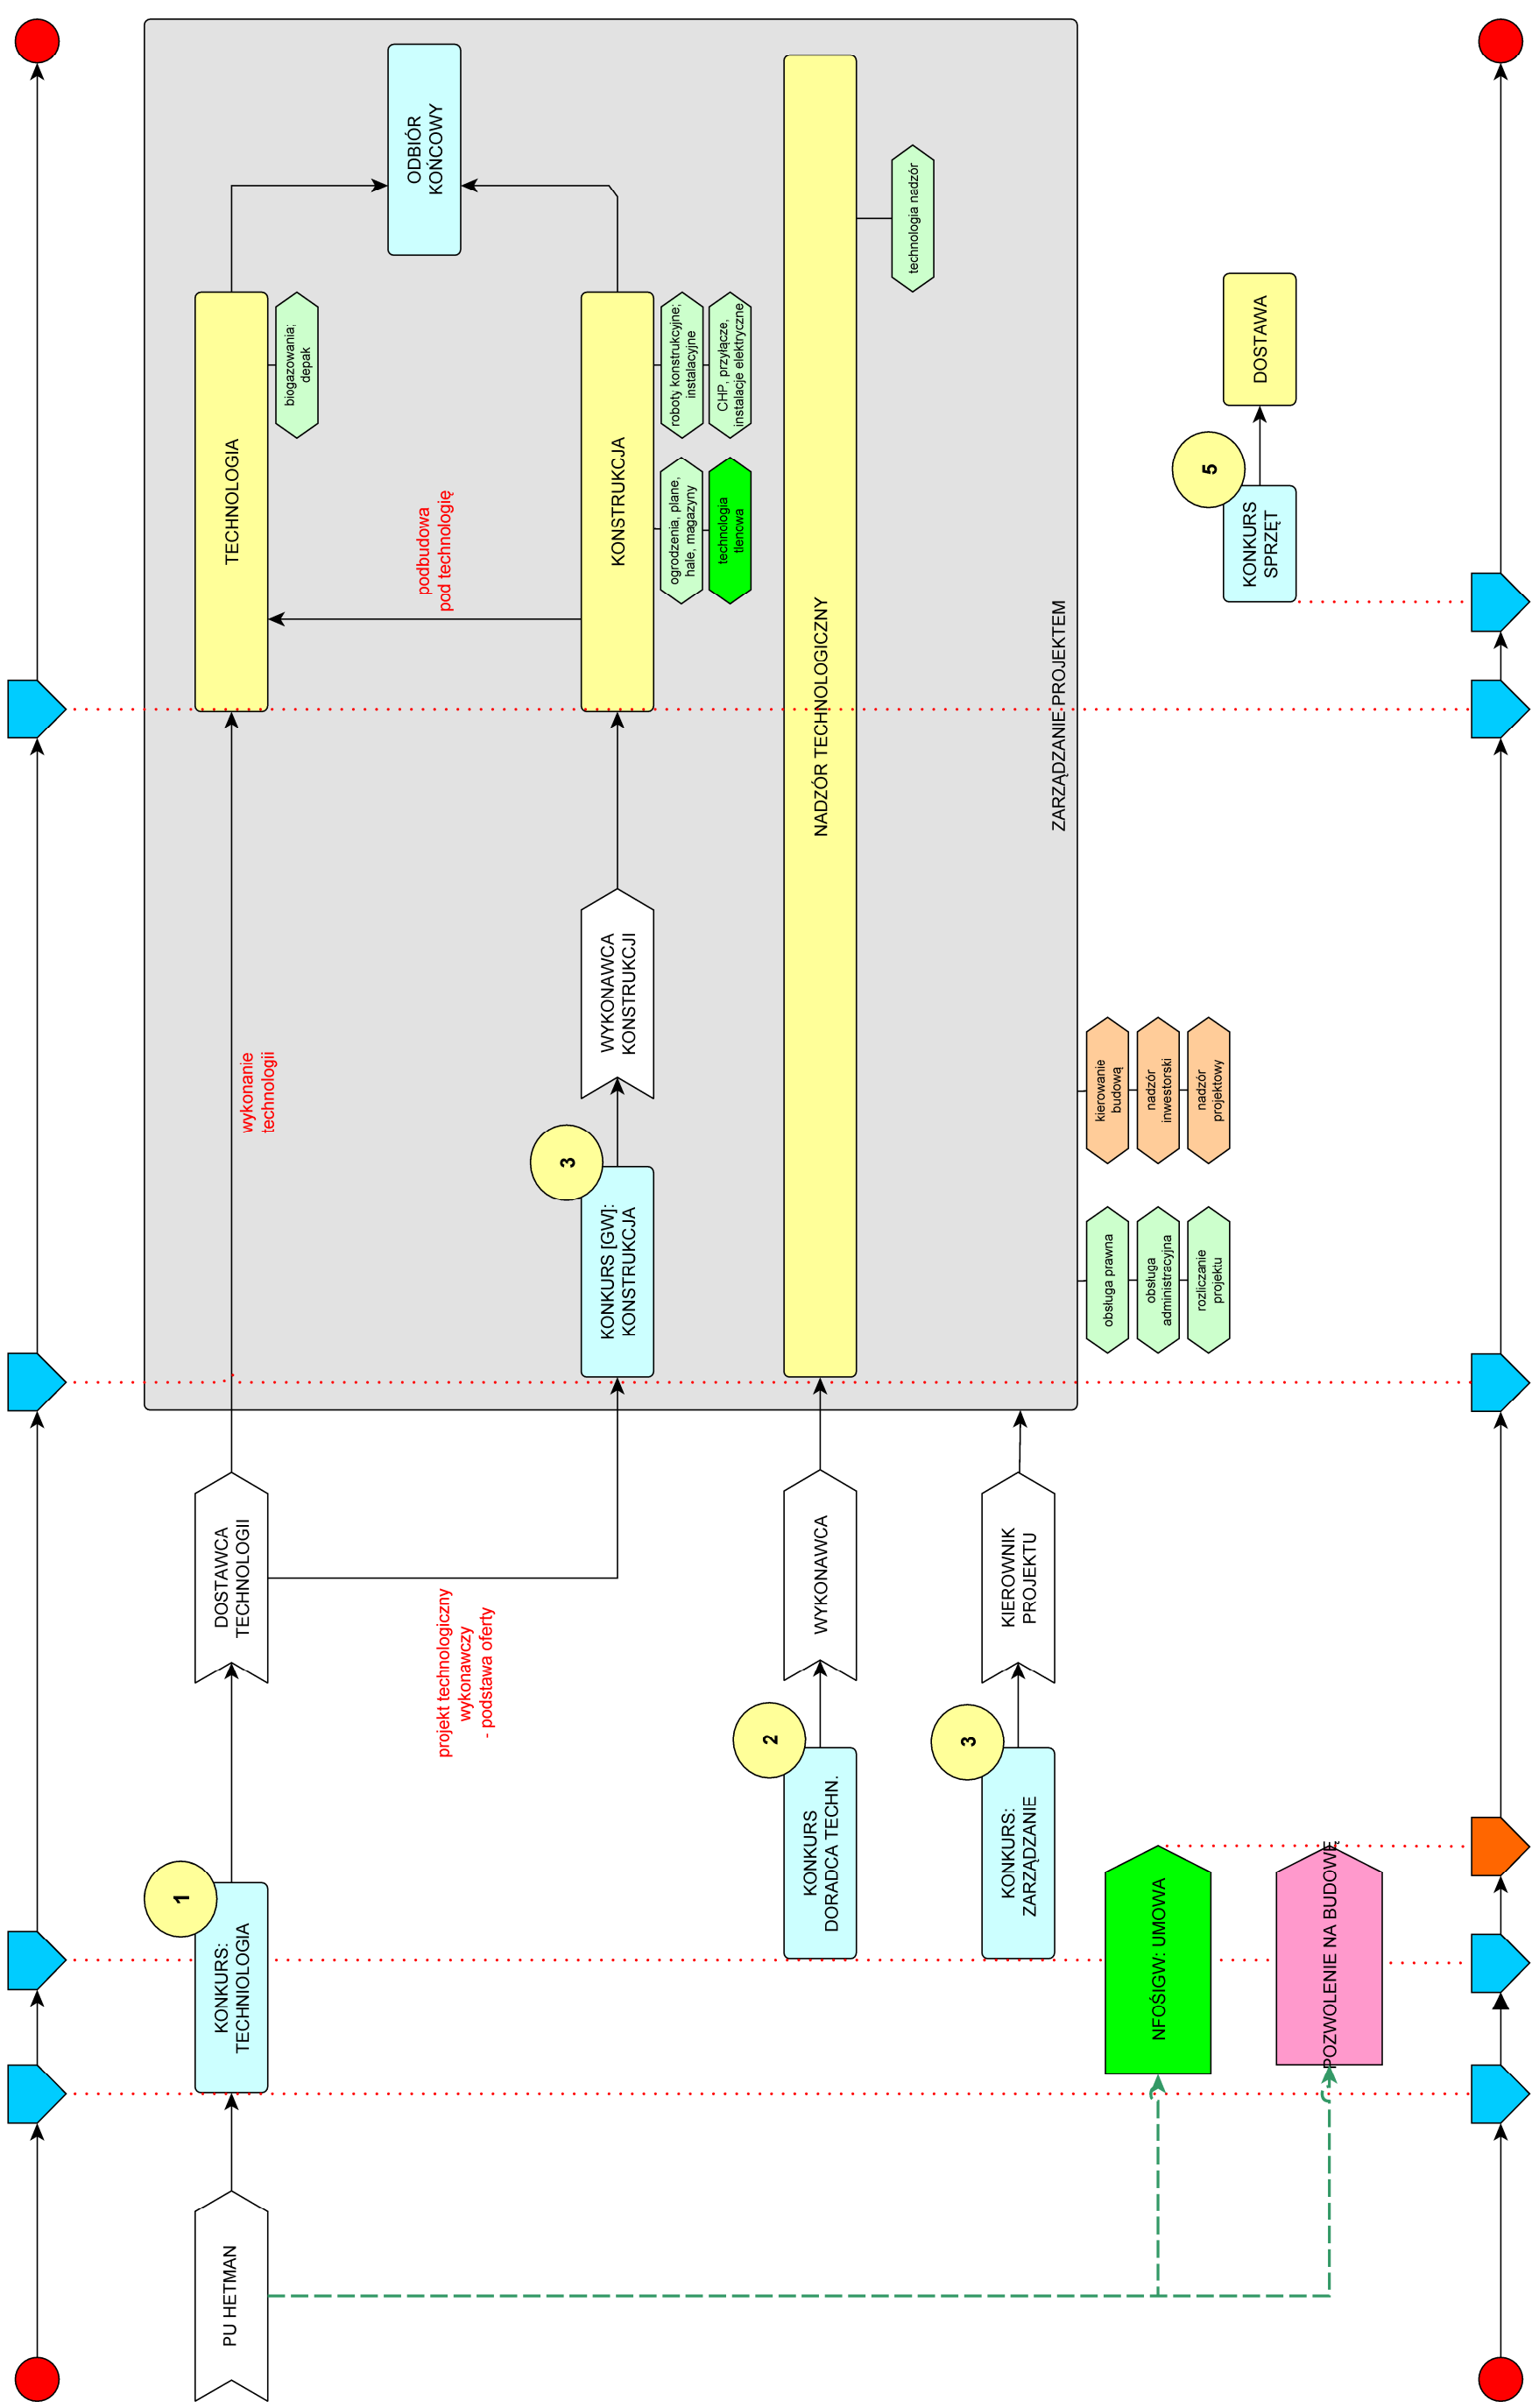 PU HETMAN
1
KONKURS:
TECHNIOLOGIA
DOSTAWCA
TECHNOLOGII
wykonanie
technologii
TECHNOLOGIA
biogazowania;
depak
projekt technologiczny
wykonawczy
- podstawa oferty
podbudowa
pod technologię
ODBIÓR
KOŃCOWY
3
KONKURS [GW]:
KONSTRUKCJA
WYKONAWCA
KONSTRUKCJI
KONSTRUKCJA
ogrodzenia, plane,
hale, magazyny
technologia
tlenowa
roboty konstrukcyjne;
instalacyjne
CHP, przyłącze,
instalacje elektryczne
2
KONKURS
DORADCA TECHN.
WYKONAWCA
NADZÓR TECHNOLOGICZNY
technologia nadzór
3
KONKURS:
ZARZĄDZANIE
KIEROWNIK
PROJEKTU
ZARZĄDZANIE PROJEKTEM
obsługa prawna
obsługa
administracyjna
rozliczanie
projektu
kierowanie
budową
nadzór
inwestorski
nadzór
projektowy
NFOŚIGW: UMOWA
POZWOLENIE NA BUDOWĘ
5
KONKURS
SPRZĘT
DOSTAWA